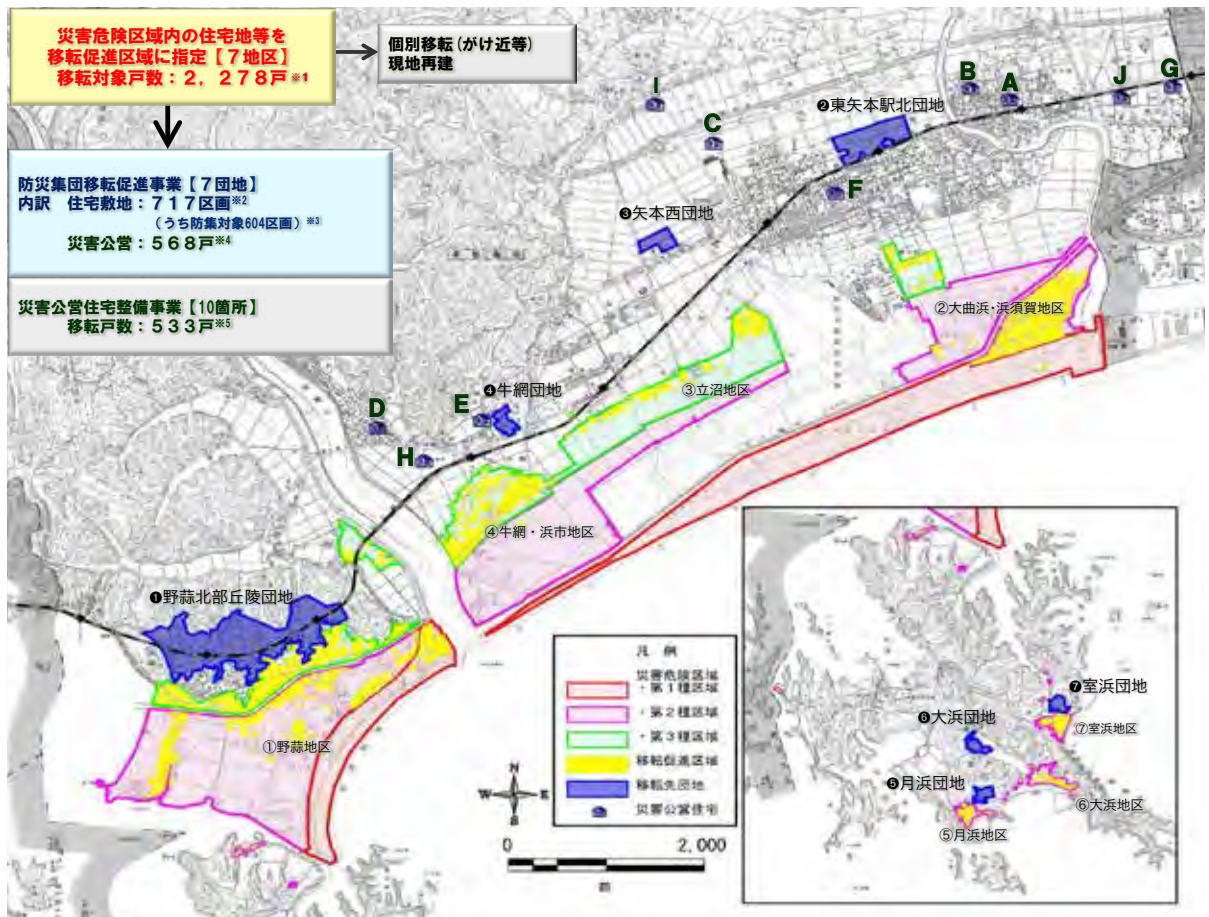 災害危険区域内の住宅地等を
移転促進区域に指定【７地区】
移転対象戸数：２，２７８戸※1
個別移転(がけ近等)
現地再建
防災集団移転促進事業【７団地】
内訳　住宅敷地：７１７区画※2
（うち防集対象604区画）※3
災害公営：５６８戸※4
災害公営住宅整備事業【10箇所】
移転戸数：５３３戸※5
I
C
B
A
J
G
❷東矢本駅北団地
F
❸矢本西団地
②大曲浜・浜須賀地区
③立沼地区
❹牛網団地
D
E
H
④牛網・浜市地区
❶野蒜北部丘陵団地
①野蒜地区
凡 例
災害危険区域
・第１種区域
・第２種区域
・第３種区域
移転促進区域
移転先団地
災害公営住宅
N
W
E
S
0
2,000
m
❼室浜団地
⑦室浜地区
❻大浜団地
❺月浜団地
⑥大浜地区
⑤月浜地区